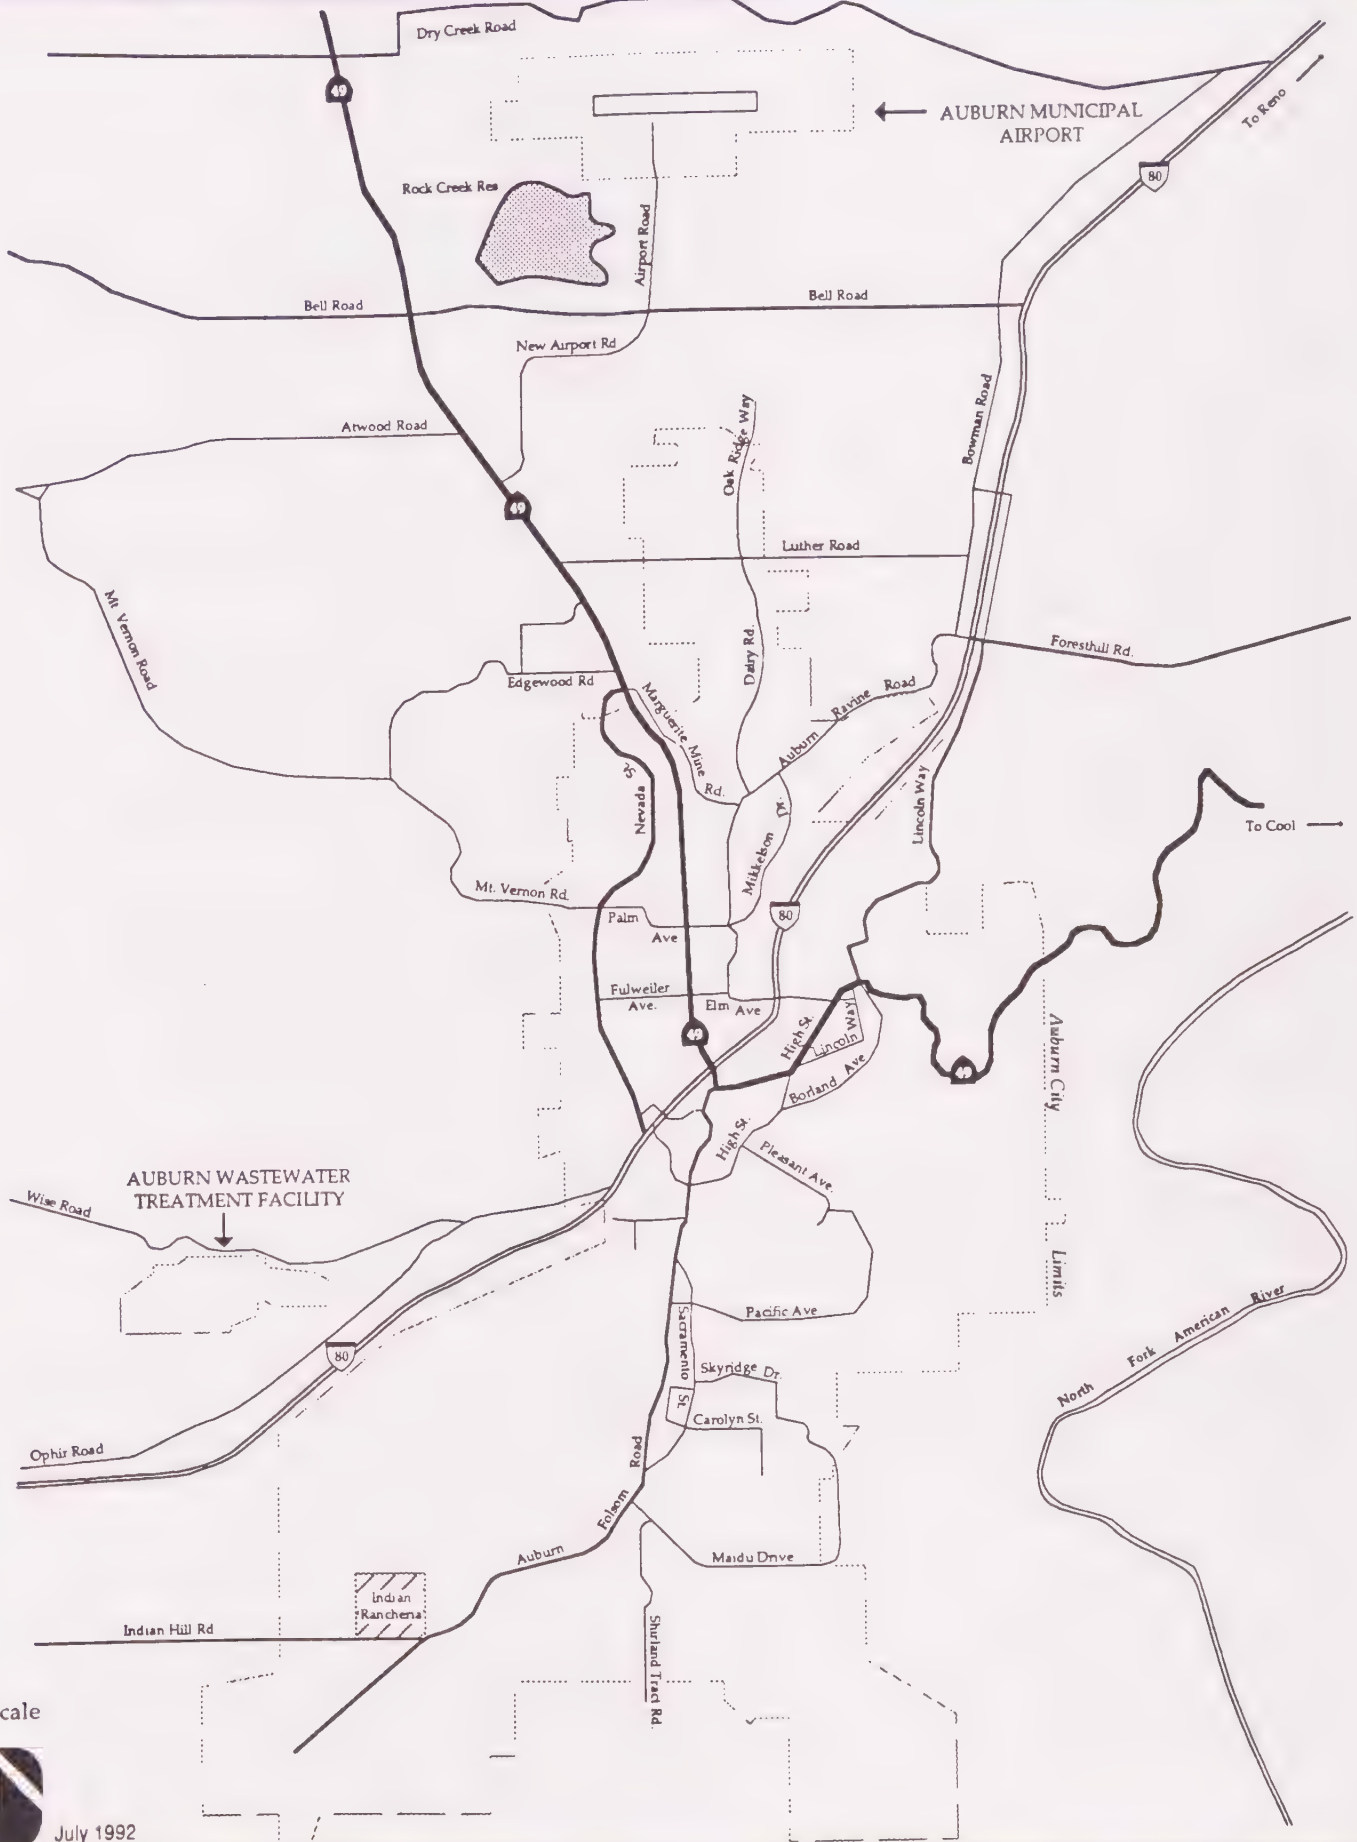 Dry Creek Road
49
AUBURN MUNICIPAL
AIRPORT
To Reno
80
Rock Creek Res
Airport Road
Bell Road
Bell Road
New Airport Rd
Bowman Road
Atwood Road
Oak Ridge Way
49
Luther Road
Mt Vernon Road
Foresthill Rd.
Edgewood Rd
Dairy Rd.
Marguerite Mine Rd.
Auburn Ravine Road
Nevada St
Lincoln Way
Mikkelson Rd
To Cool
Mt. Vernon Rd.
80
Palm
Ave
Fulweiler
Ave.
Elm Ave
49
High St.
Lincoln Way
Borland Ave
49
Auburn City Limits
High St.
Pleasant Ave.
AUBURN WASTEWATER
TREATMENT FACILITY
Wise Road
Pacific Ave
North Fork American River
Sacramento St.
80
Skyridge Dr.
Carolyn St.
Ophir Road
Auburn Folsom Road
Maidu Drive
Indian
Rancheria
Indian Hill Rd
Shirland Tract Rd.
cale
July 1992